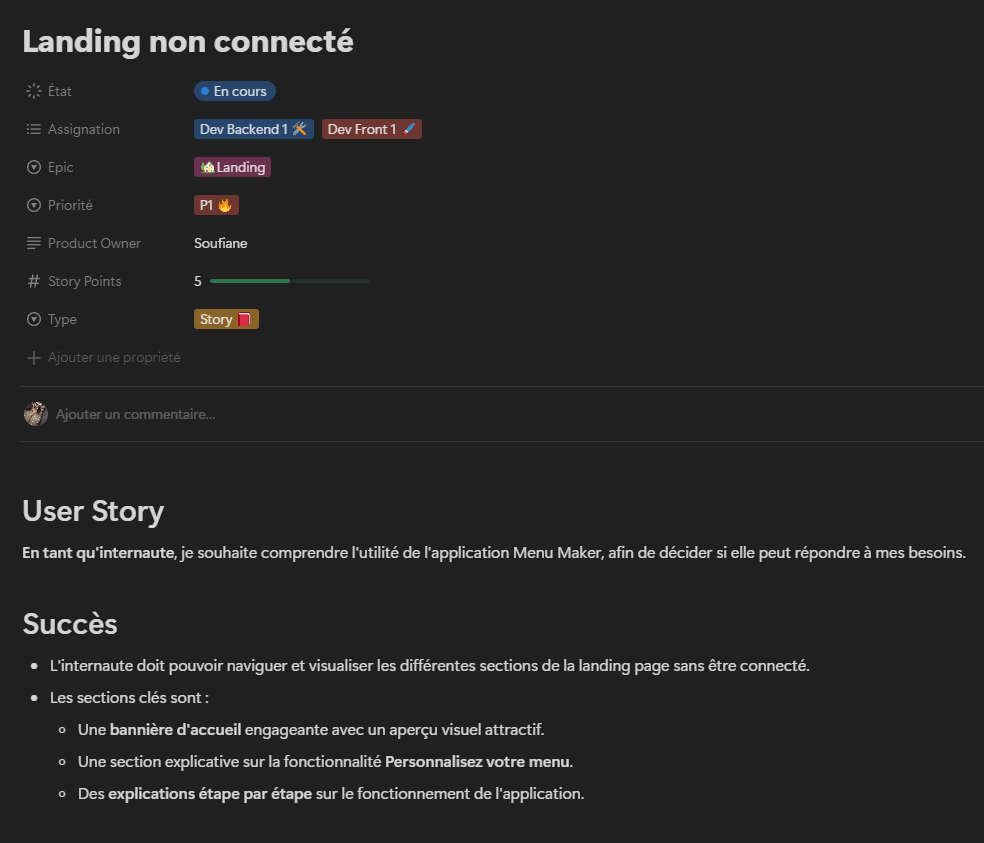 Landing non connecté
État En cours
Assignation Dev Backend 1 🛠️ Dev Front 1 🖌️
Epic 🏡Landing
Priorité P1 🔥
Product Owner Soufiane
# Story Points 5
Type Story 📕
+ Ajouter une propriété
Ajouter un commentaire...
User Story
En tant qu'internaute, je souhaite comprendre l'utilité de l'application Menu Maker, afin de décider si elle peut répondre à mes besoins.
Succès
• L'internaute doit pouvoir naviguer et visualiser les différentes sections de la landing page sans être connecté.
• Les sections clés sont :
◦ Une bannière d'accueil engageante avec un aperçu visuel attractif.
◦ Une section explicative sur la fonctionnalité Personnalisez votre menu.
◦ Des explications étape par étape sur le fonctionnement de l'application.